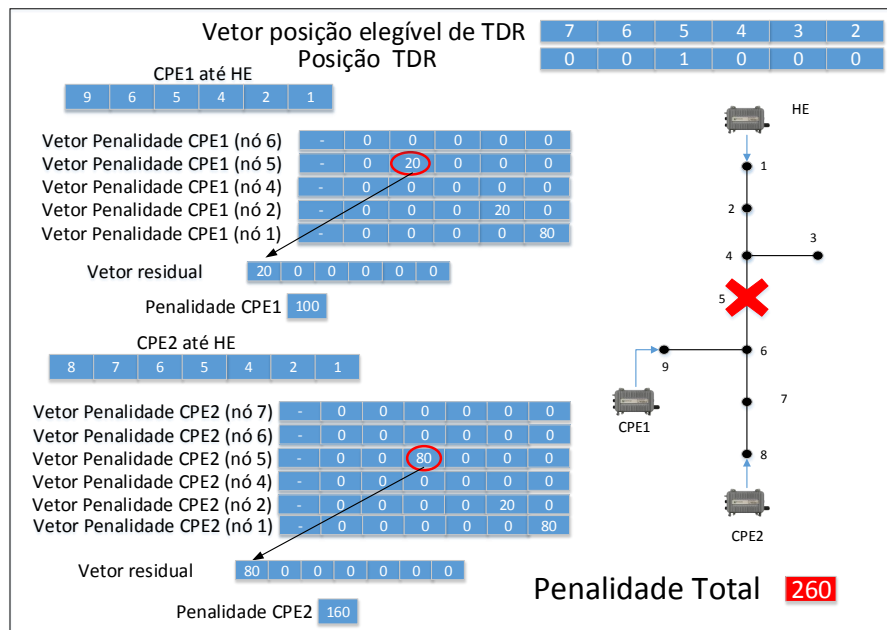 Vetor posição elegível de TDR 7 6 5 4 3 2
Posição TDR 0 0 1 0 0 0
CPE1 até HE
9 6 5 4 2 1
Vetor Penalidade CPE1 (nó 6) - 0 0 0 0 0
Vetor Penalidade CPE1 (nó 5) - 0 20 0 0 0
Vetor Penalidade CPE1 (nó 4) - 0 0 0 0 0
Vetor Penalidade CPE1 (nó 2) - 0 0 0 20 0
Vetor Penalidade CPE1 (nó 1) - 0 0 0 0 80
Vetor residual 20 0 0 0 0 0
Penalidade CPE1 100
CPE2 até HE
8 7 6 5 4 2 1
Vetor Penalidade CPE2 (nó 7) - 0 0 0 0 0 0
Vetor Penalidade CPE2 (nó 6) - 0 0 0 0 0 0
Vetor Penalidade CPE2 (nó 5) - 0 0 80 0 0 0
Vetor Penalidade CPE2 (nó 4) - 0 0 0 0 0 0
Vetor Penalidade CPE2 (nó 2) - 0 0 0 0 20 0
Vetor Penalidade CPE2 (nó 1) - 0 0 0 0 0 80
Vetor residual 80 0 0 0 0 0 0
Penalidade CPE2 160
HE
1
2
3
4
5
6
9
7
CPE1
8
CPE2
Penalidade Total 260